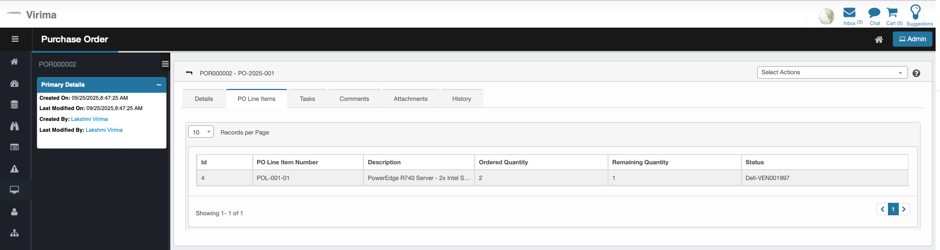 Virima
Inbox (3) Chat Cart (0) Suggestions
Purchase Order
Admin
POR000002
Primary Details
Created On: 09/25/2025,8:47:25 AM
Last Modified On: 09/25/2025,8:47:25 AM
Created By: Lakshmi Virima
Last Modified By: Lakshmi Virima
POR000002 - PO-2025-001
Select Actions
Details PO Line Items Tasks Comments Attachments History
10 Records per Page
Id PO Line Item Number Description Ordered Quantity Remaining Quantity Status
4 POL-001-01 PowerEdge R740 Server - 2x Intel S... 2 1 Dell-VEN001997
Showing 1- 1 of 1
1